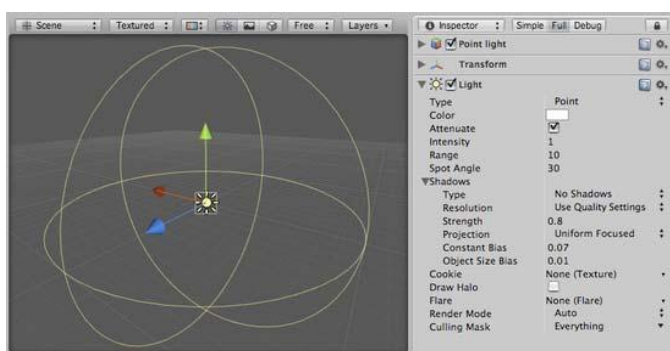 Scene Textured Free Layers
Inspector Simple Full Debug
Point light
Transform
Light
Type Point
Color
Attenuate
Intensity 1
Range 10
Spot Angle 30
Shadows
Type No Shadows
Resolution Use Quality Settings
Strength 0.8
Projection Uniform Focused
Constant Bias 0.07
Object Size Bias 0.01
Cookie None (Texture)
Draw Halo
Flare None (Flare)
Render Mode Auto
Culling Mask Everything